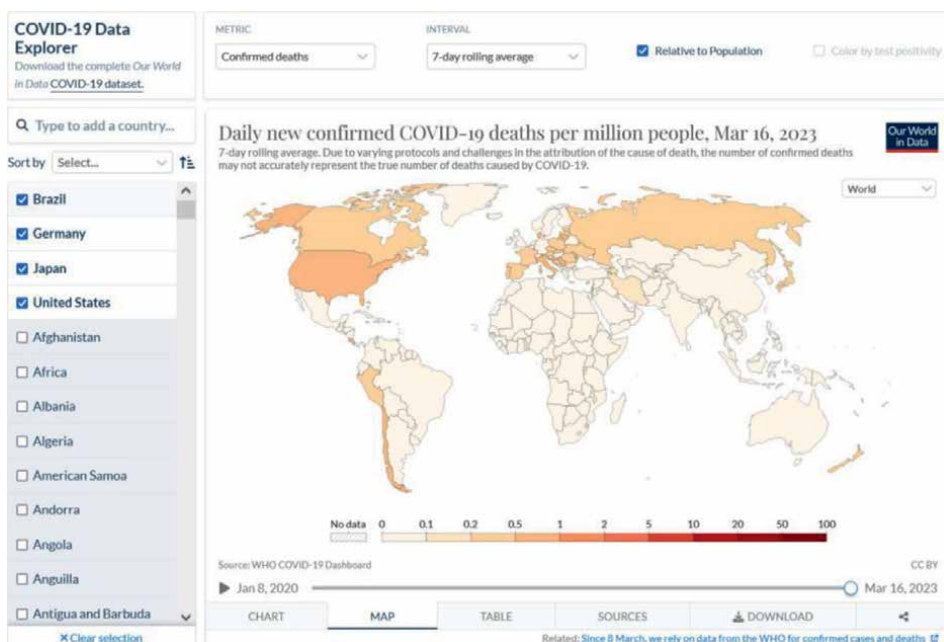 COVID-19 Data
Explorer
Download the complete Our World
in Data COVID-19 dataset.
METRIC
Confirmed deaths
INTERVAL
7-day rolling average
Relative to Population
Color by test positivity
Type to add a country...
Sort by Select...
Brazil
Germany
Japan
United States
Afghanistan
Africa
Albania
Algeria
American Samoa
Andorra
Angola
Anguilla
Antigua and Barbuda
✕ Clear selection
Daily new confirmed COVID-19 deaths per million people, Mar 16, 2023
7-day rolling average. Due to varying protocols and challenges in the attribution of the cause of death, the number of confirmed deaths
may not accurately represent the true number of deaths caused by COVID-19.
Our World
in Data
World
No data 0 0.1 0.2 0.5 1 2 5 10 20 50 100
Source: WHO COVID-19 Dashboard
CC BY
Jan 8, 2020
Mar 16, 2023
CHART MAP TABLE SOURCES DOWNLOAD
Related: Since 8 March, we rely on data from the WHO for confirmed cases and deaths